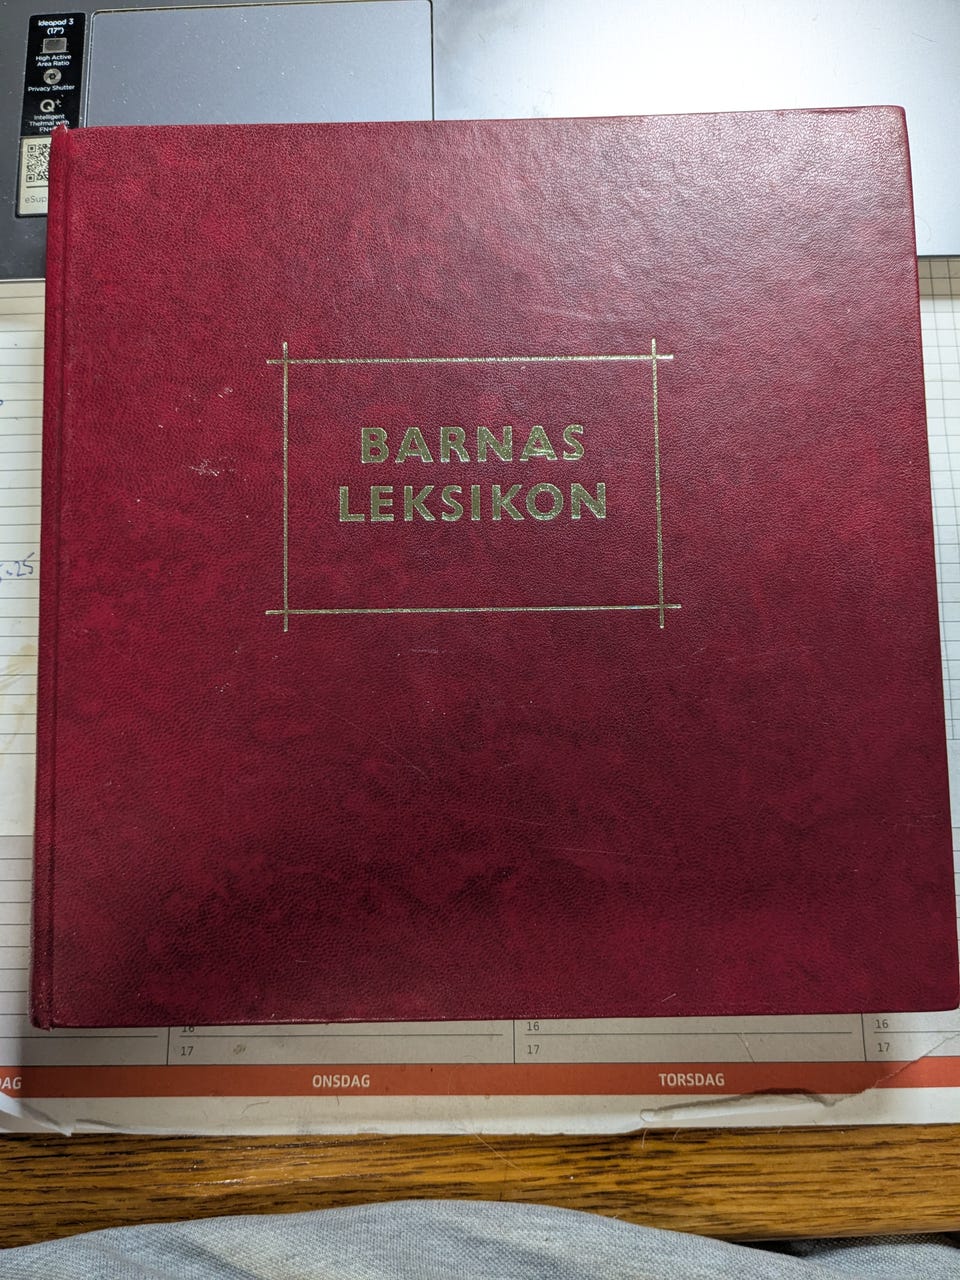 ideapad 3
(17")
High Active
Area Ratio
Privacy Shutter
Q+
Intelligent
Thermal with
BARNAS
LEKSIKON
16
17
16
17
16
17
ONSDAG
TORSDAG